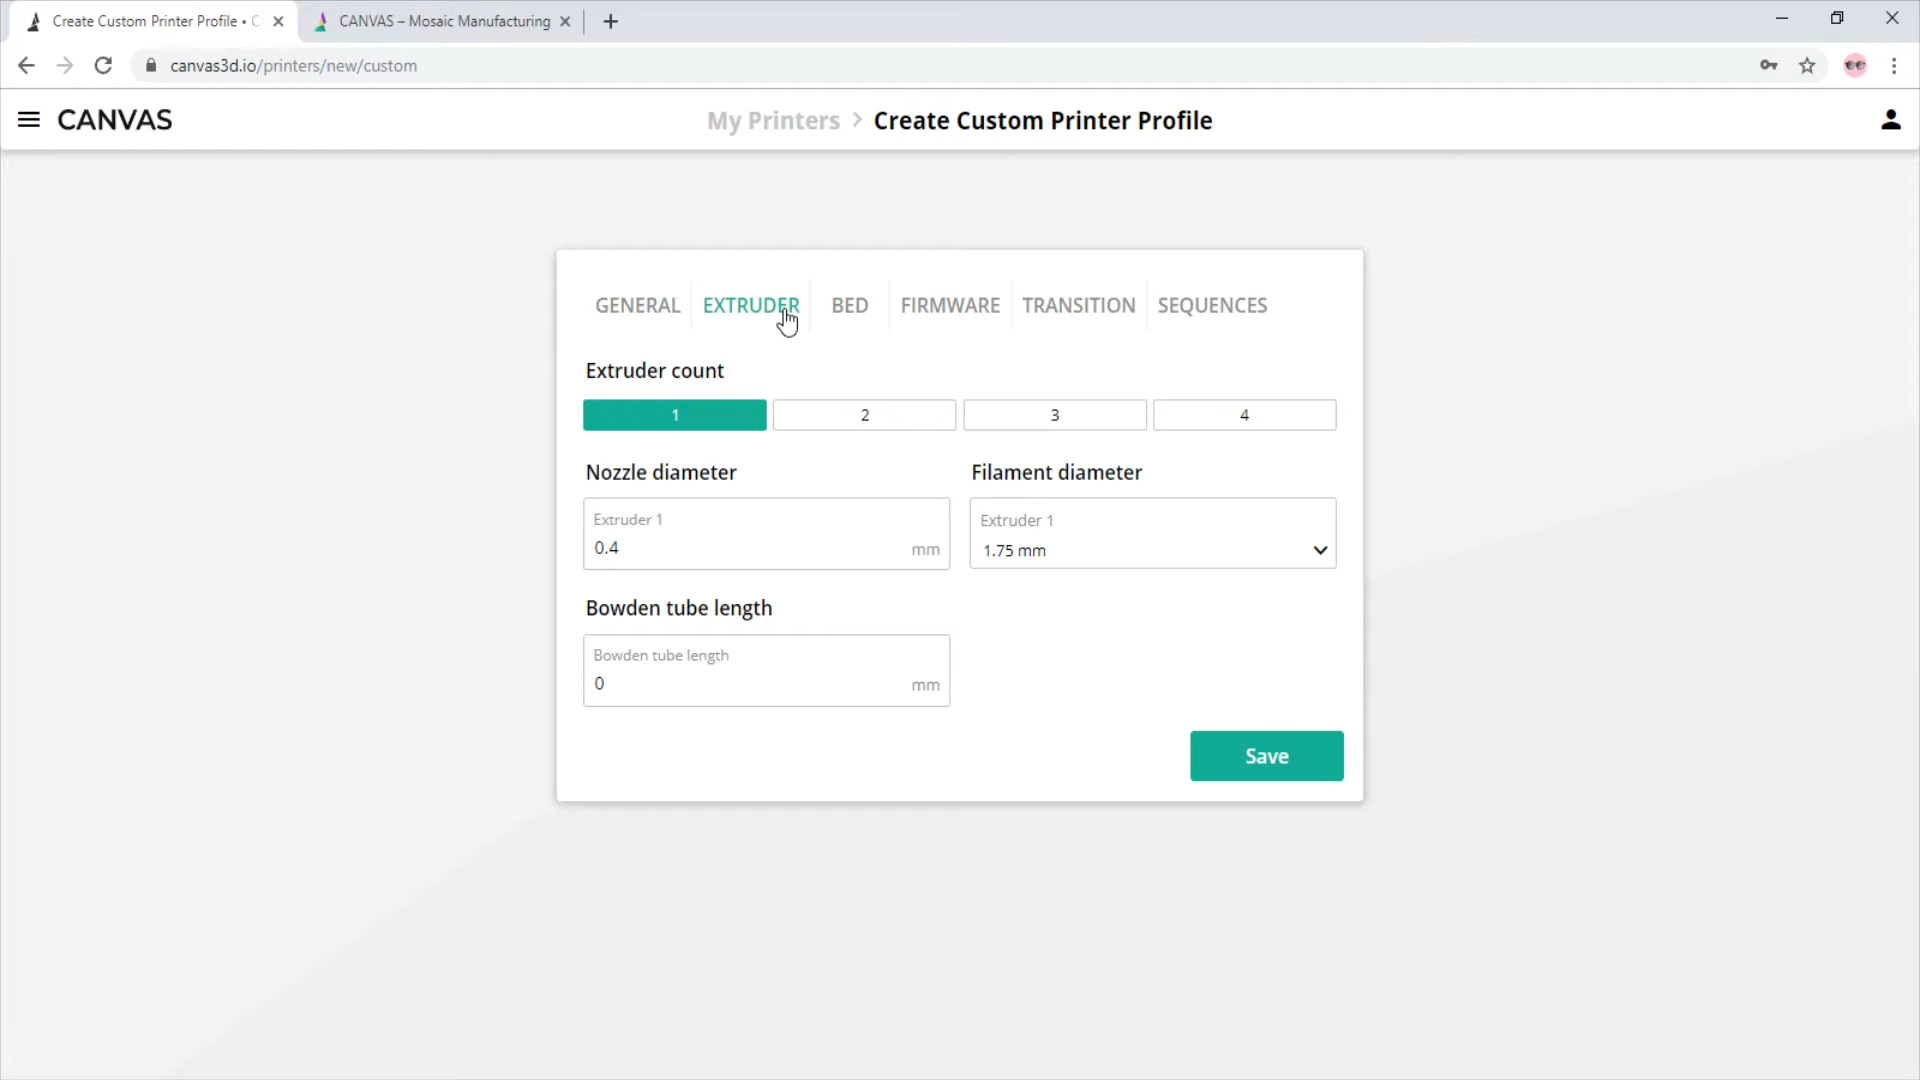 Create Custom Printer Profile • C
CANVAS – Mosaic Manufacturing
canvas3d.io/printers/new/custom
CANVAS
My Printers > Create Custom Printer Profile
GENERAL EXTRUDER BED FIRMWARE TRANSITION SEQUENCES
Extruder count
1 2 3 4
Nozzle diameter
Filament diameter
Extruder 1
0.4 mm
Extruder 1
1.75 mm
Bowden tube length
Bowden tube length
0 mm
Save